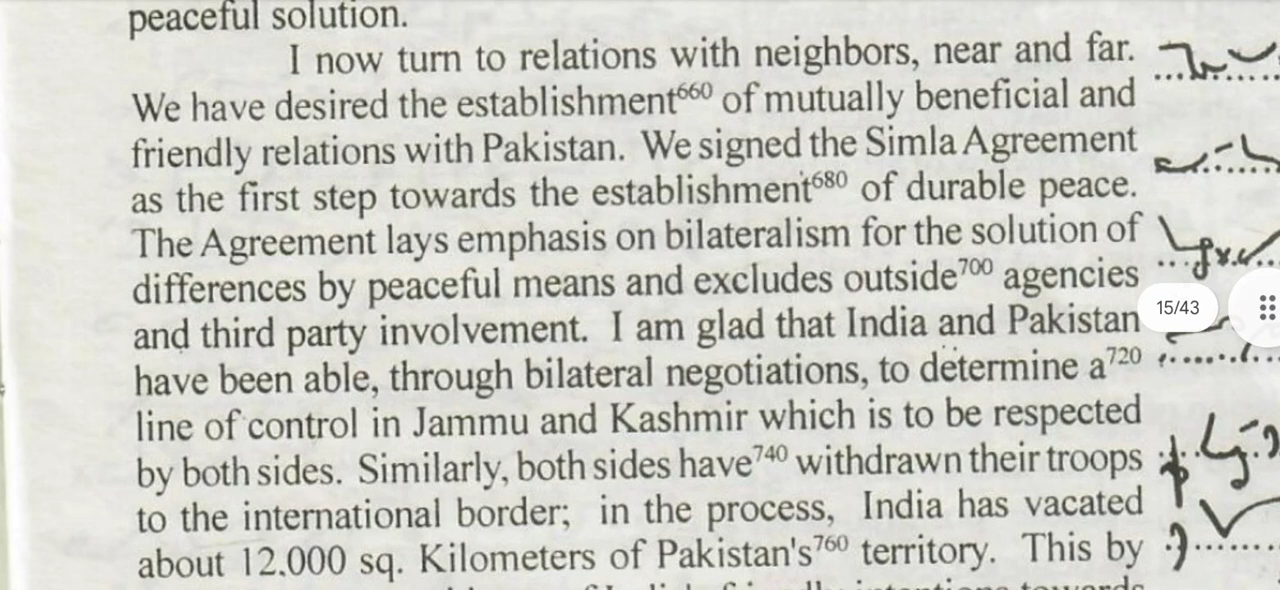 peaceful solution.
I now turn to relations with neighbors, near and far.
We have desired the establishment660 of mutually beneficial and
friendly relations with Pakistan. We signed the Simla Agreement
as the first step towards the establishment680 of durable peace.
The Agreement lays emphasis on bilateralism for the solution of
differences by peaceful means and excludes outside700 agencies
and third party involvement. I am glad that India and Pakistan
15/43
have been able, through bilateral negotiations, to determine a720
line of control in Jammu and Kashmir which is to be respected
by both sides. Similarly, both sides have740 withdrawn their troops
to the international border; in the process, India has vacated
about 12,000 sq. Kilometers of Pakistan's760 territory. This by